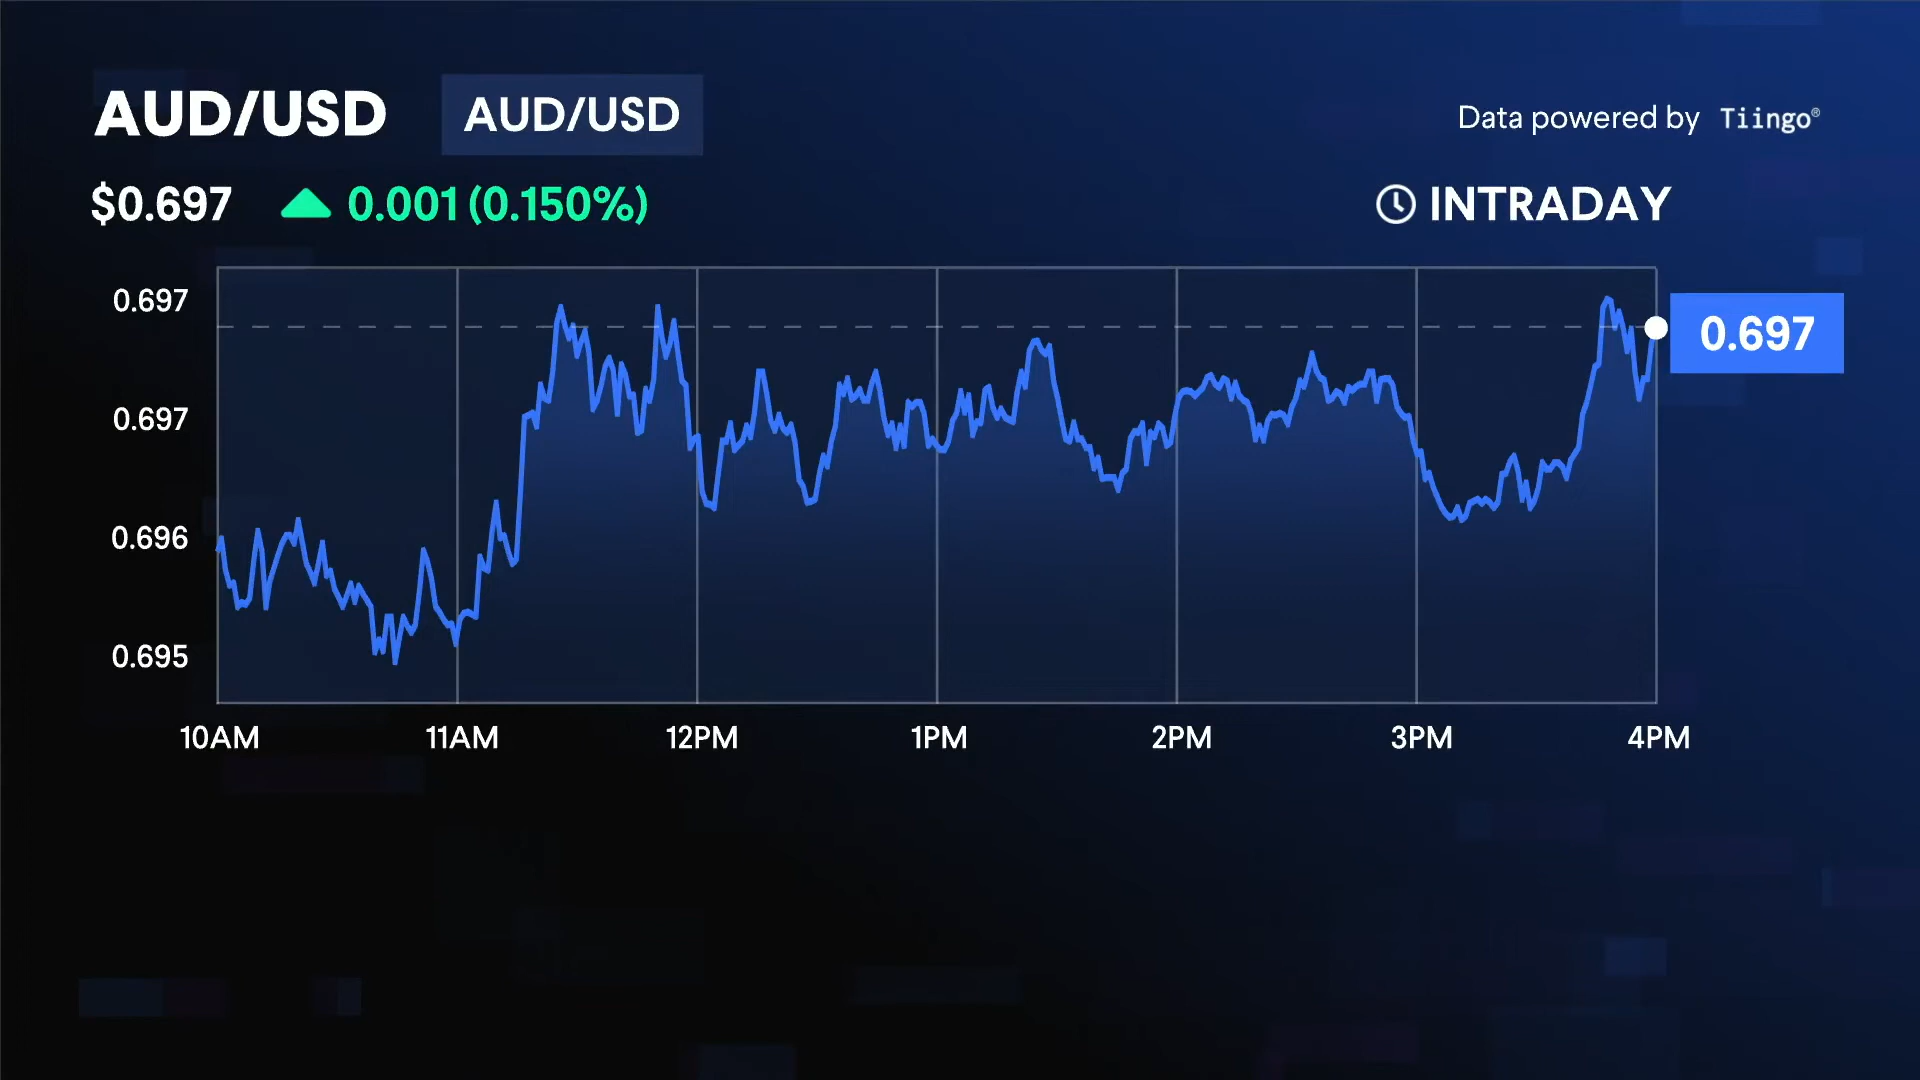 AUD/USD AUD/USD
Data powered by Tiingo®
$0.697 0.001 (0.150%)
INTRADAY
0.697
0.697
0.697
0.696
0.695
10AM 11AM 12PM 1PM 2PM 3PM 4PM